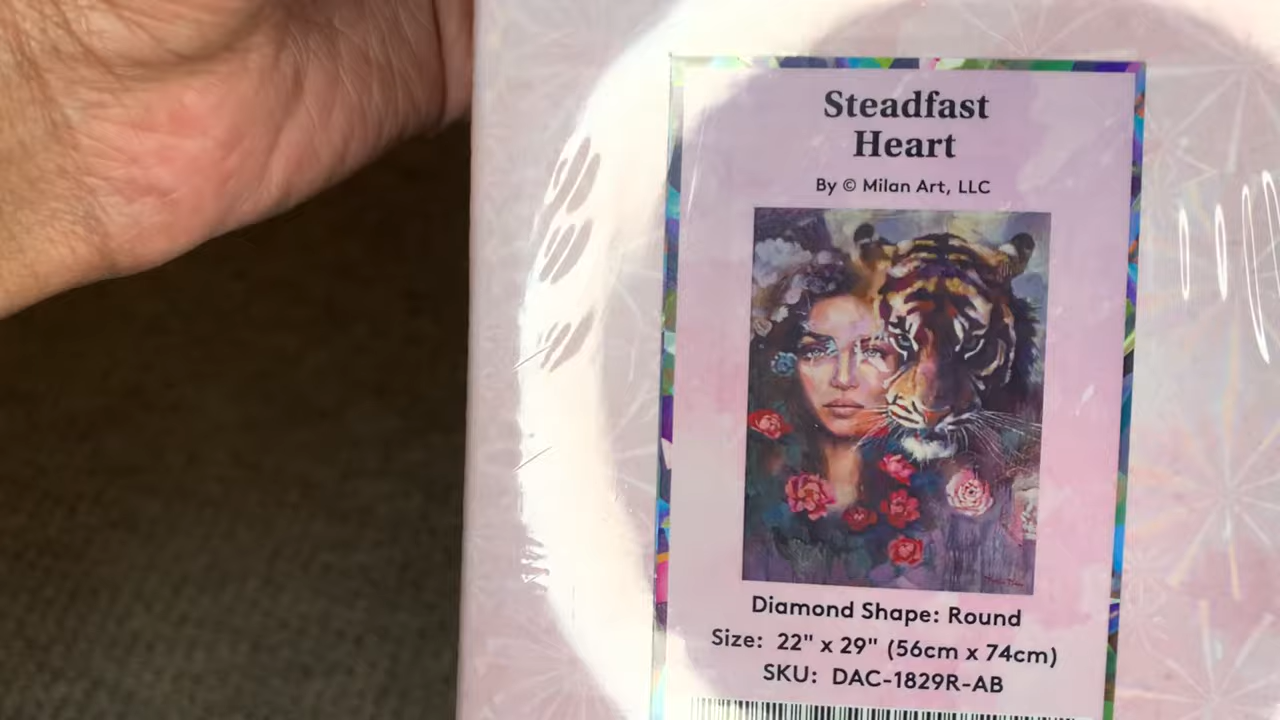 Steadfast
Heart
By © Milan Art, LLC
Diamond Shape: Round
Size: 22" x 29" (56cm x 74cm)
SKU: DAC-1829R-AB